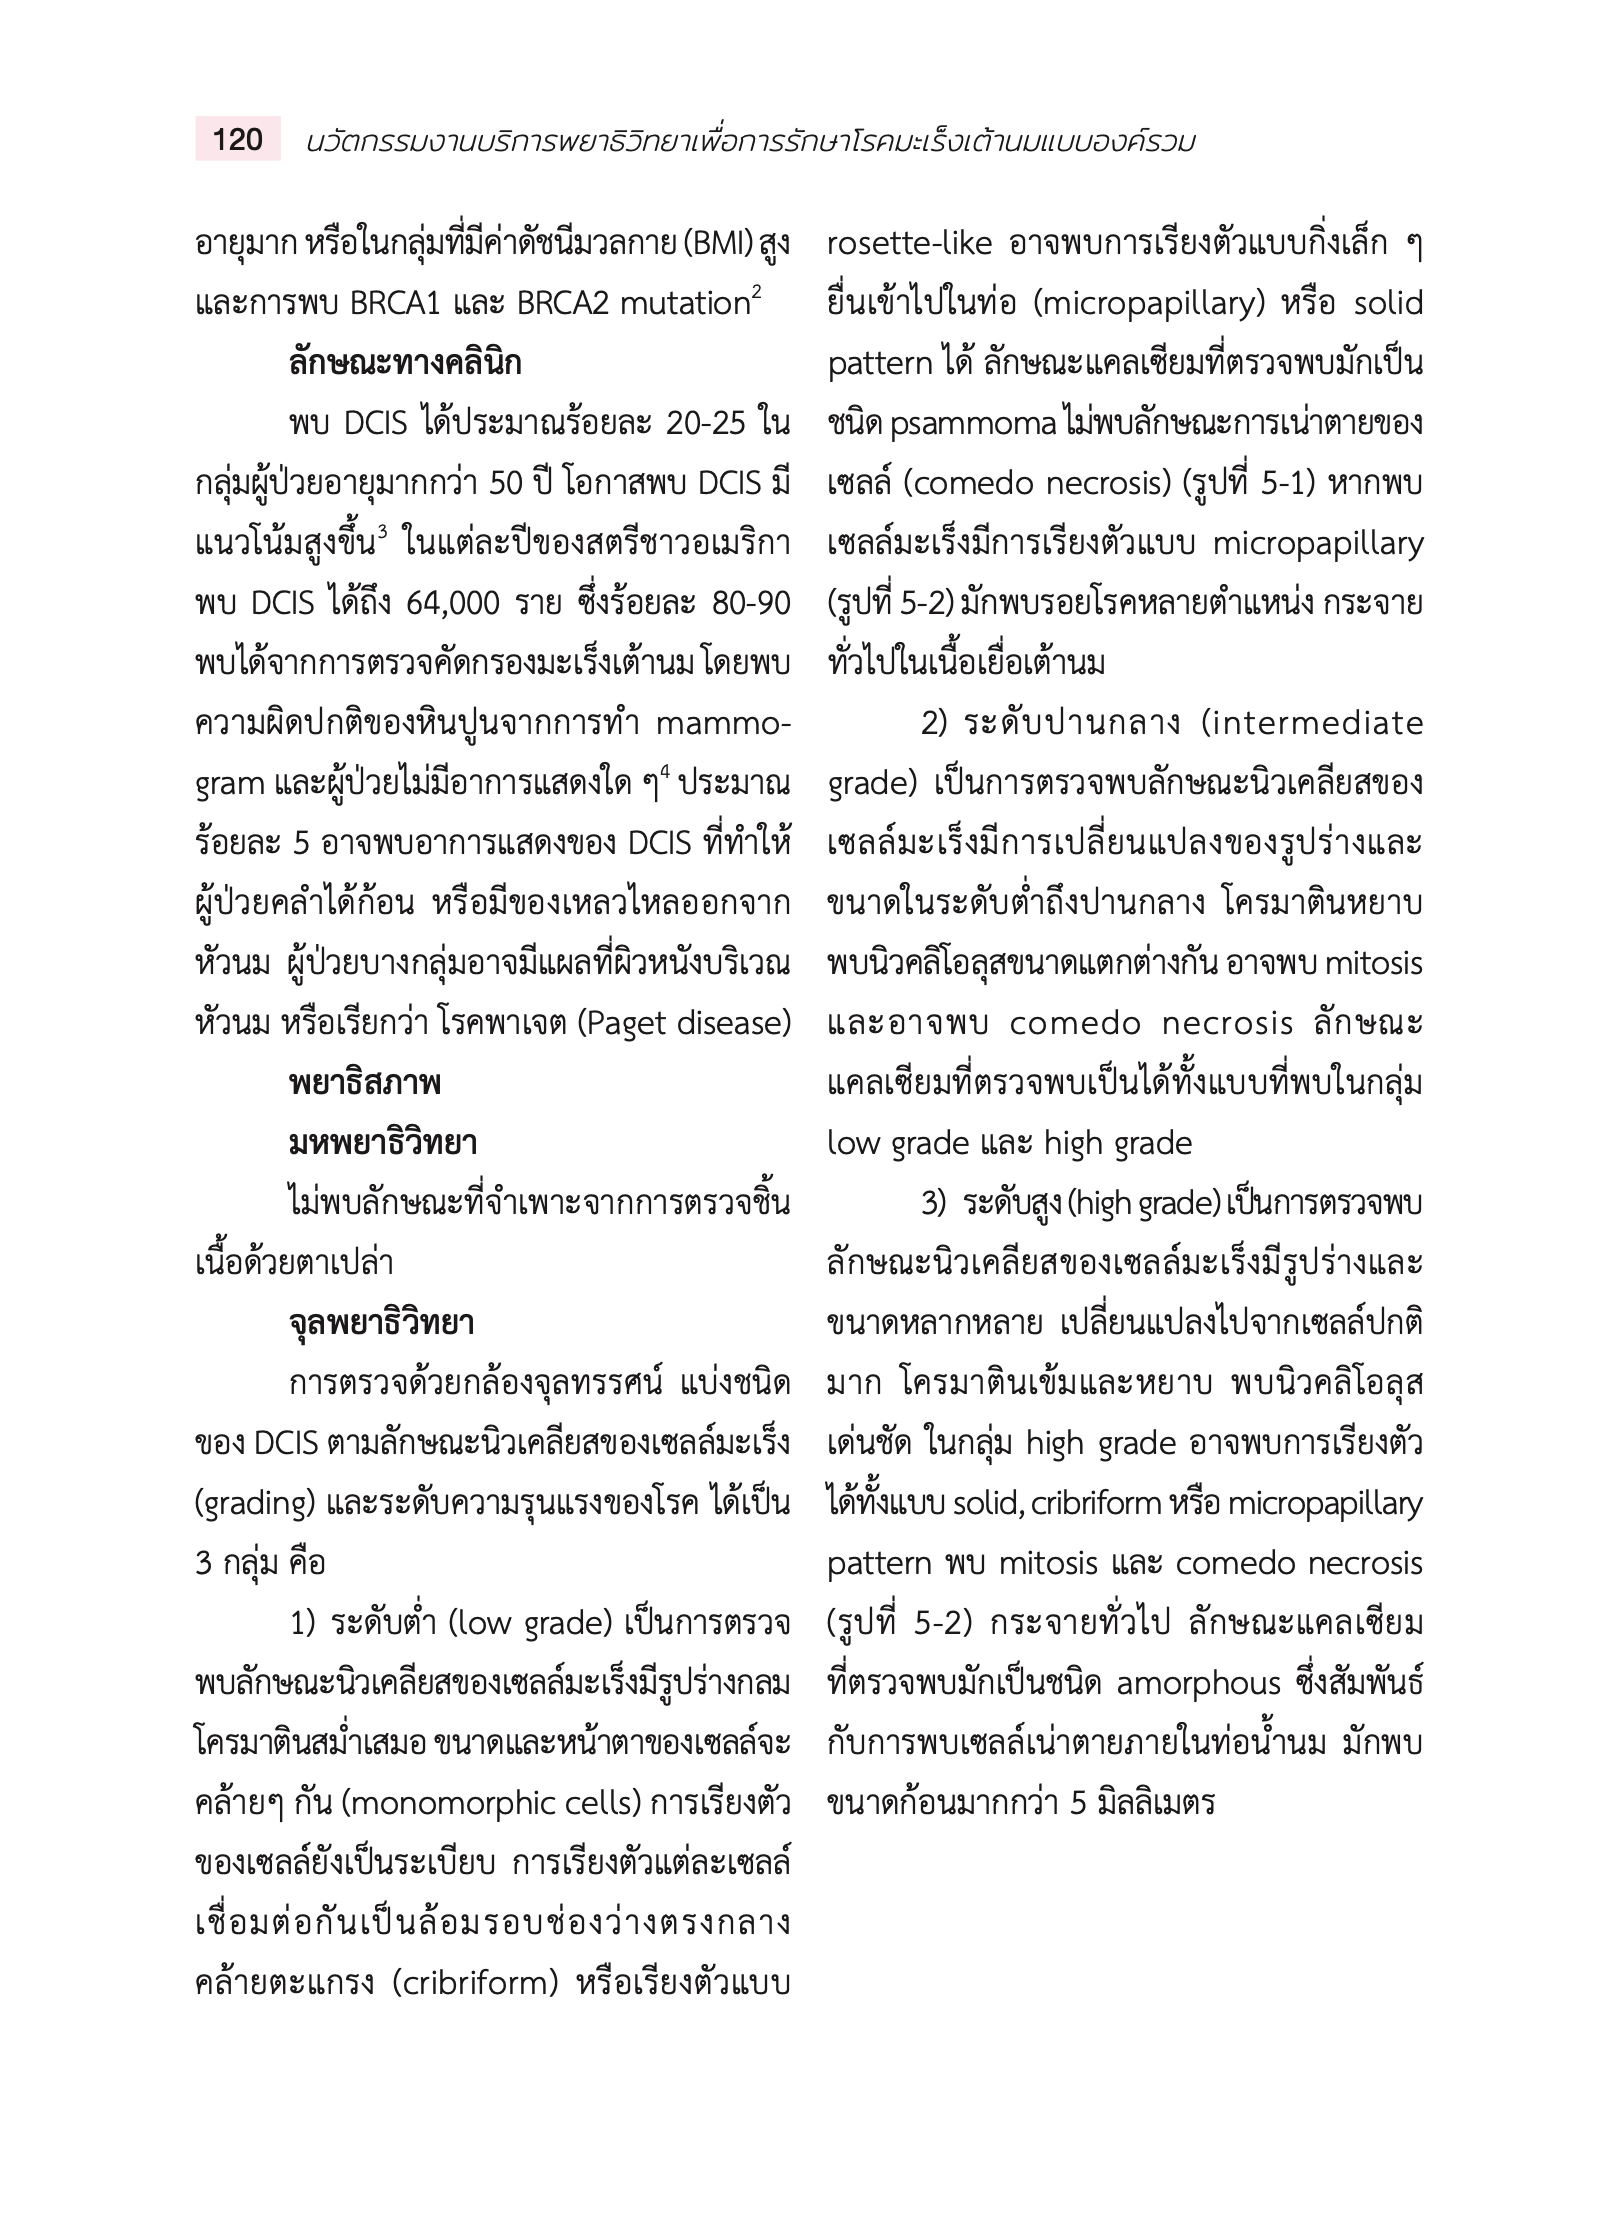 120 นวัตกรรมงานบริการพยาธิวิทยาเพื่อการรักษาโรคมะเร็งเต้านมแบบองค์รวม
อายุมาก หรือในกลุ่มที่มีค่าดัชนีมวลกาย (BMI) สูง
และการพบ BRCA1 และ BRCA2 mutation²
ลักษณะทางคลินิก
พบ DCIS ได้ประมาณร้อยละ 20-25 ใน
กลุ่มผู้ป่วยอายุมากกว่า 50 ปี โอกาสพบ DCIS มี
แนวโน้มสูงขึ้น³ ในแต่ละปีของสตรีชาวอเมริกา
พบ DCIS ได้ถึง 64,000 ราย ซึ่งร้อยละ 80-90
พบได้จากการตรวจคัดกรองมะเร็งเต้านม โดยพบ
ความผิดปกติของหินปูนจากการทำ mammo-
gram และผู้ป่วยไม่มีอาการแสดงใด ๆ⁴ ประมาณ
ร้อยละ 5 อาจพบอาการแสดงของ DCIS ที่ทำให้
ผู้ป่วยคลำได้ก้อน หรือมีของเหลวไหลออกจาก
หัวนม ผู้ป่วยบางกลุ่มอาจมีแผลที่ผิวหนังบริเวณ
หัวนม หรือเรียกว่า โรคพาเจต (Paget disease)
พยาธิสภาพ
มหพยาธิวิทยา
ไม่พบลักษณะที่จำเพาะจากการตรวจชิ้น
เนื้อด้วยตาเปล่า
จุลพยาธิวิทยา
การตรวจด้วยกล้องจุลทรรศน์ แบ่งชนิด
ของ DCIS ตามลักษณะนิวเคลียสของเซลล์มะเร็ง
(grading) และระดับความรุนแรงของโรค ได้เป็น
3 กลุ่ม คือ
1) ระดับต่ำ (low grade) เป็นการตรวจ
พบลักษณะนิวเคลียสของเซลล์มะเร็งมีรูปร่างกลม
โครมาตินสม่ำเสมอ ขนาดและหน้าตาของเซลล์จะ
คล้ายๆ กัน (monomorphic cells) การเรียงตัว
ของเซลล์ยังเป็นระเบียบ การเรียงตัวแต่ละเซลล์
เชื่อมต่อกันเป็นล้อมรอบช่องว่างตรงกลาง
คล้ายตะแกรง (cribriform) หรือเรียงตัวแบบ
rosette-like อาจพบการเรียงตัวแบบกิ่งเล็ก ๆ
ยื่นเข้าไปในท่อ (micropapillary) หรือ solid
pattern ได้ ลักษณะแคลเซียมที่ตรวจพบมักเป็น
ชนิด psammoma ไม่พบลักษณะการเน่าตายของ
เซลล์ (comedo necrosis) (รูปที่ 5-1) หากพบ
เซลล์มะเร็งมีการเรียงตัวแบบ micropapillary
(รูปที่ 5-2) มักพบรอยโรคหลายตำแหน่ง กระจาย
ทั่วไปในเนื้อเยื่อเต้านม
2) ระดับปานกลาง (intermediate
grade) เป็นการตรวจพบลักษณะนิวเคลียสของ
เซลล์มะเร็งมีการเปลี่ยนแปลงของรูปร่างและ
ขนาดในระดับต่ำถึงปานกลาง โครมาตินหยาบ
พบนิวคลิโอลุสขนาดแตกต่างกัน อาจพบ mitosis
และอาจพบ comedo necrosis ลักษณะ
แคลเซียมที่ตรวจพบเป็นได้ทั้งแบบที่พบในกลุ่ม
low grade และ high grade
3) ระดับสูง (high grade) เป็นการตรวจพบ
ลักษณะนิวเคลียสของเซลล์มะเร็งมีรูปร่างและ
ขนาดหลากหลาย เปลี่ยนแปลงไปจากเซลล์ปกติ
มาก โครมาตินเข้มและหยาบ พบนิวคลิโอลุส
เด่นชัด ในกลุ่ม high grade อาจพบการเรียงตัว
ได้ทั้งแบบ solid, cribriform หรือ micropapillary
pattern พบ mitosis และ comedo necrosis
(รูปที่ 5-2) กระจายทั่วไป ลักษณะแคลเซียม
ที่ตรวจพบมักเป็นชนิด amorphous ซึ่งสัมพันธ์
กับการพบเซลล์เน่าตายภายในท่อน้ำนม มักพบ
ขนาดก้อนมากกว่า 5 มิลลิเมตร